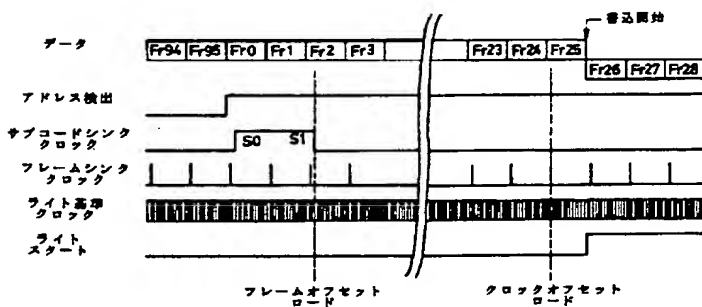 書込開始
データ
Fr94 Fr95 Fr0 Fr1 Fr2 Fr3 Fr23 Fr24 Fr25
Fr26 Fr27 Fr28
アドレス検出
サブコードシンク
クロック
S0 S1
フレームシンク
クロック
ライト基準
クロック
ライト
スタート
フレームオフセット
ロード
クロックオフセット
ロード